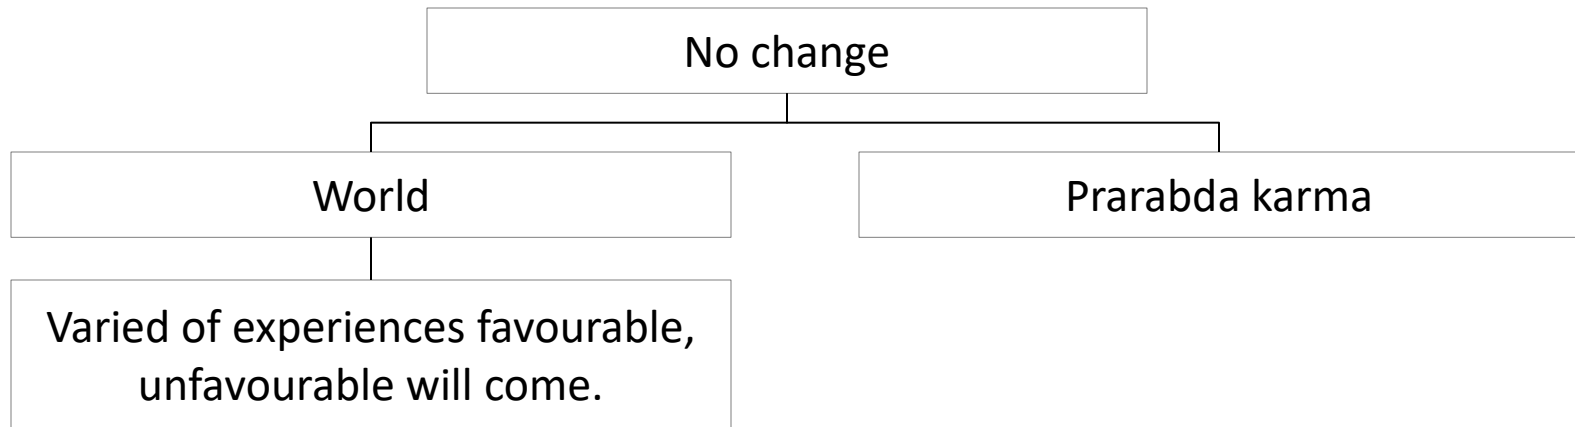 No change
World
Prarabda karma
Varied of experiences favourable,
unfavourable will come.